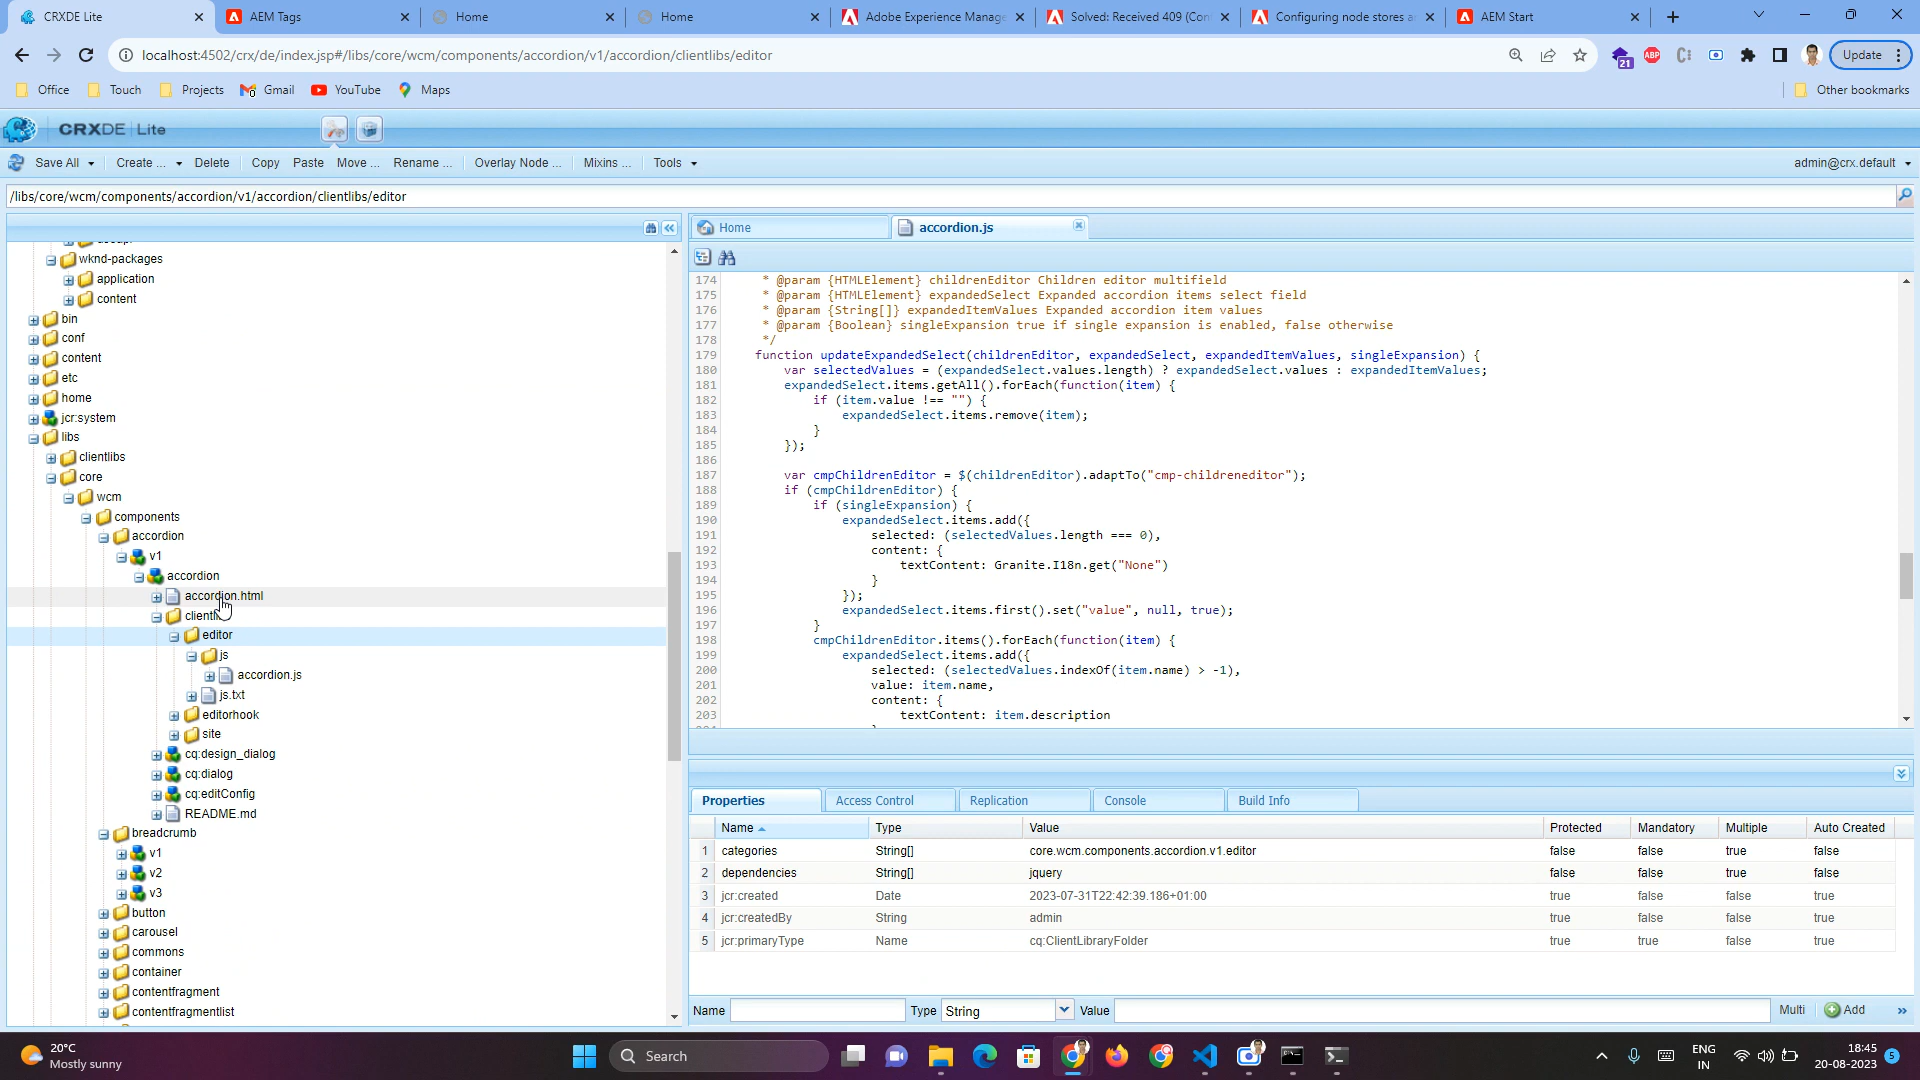 CRXDE Lite
AEM Tags
Home
Home
Adobe Experience Manage
Solved: Received 409 (Con
Configuring node stores a
AEM Start
localhost:4502/crx/de/index.jsp#/libs/core/wcm/components/accordion/v1/accordion/clientlibs/editor
21
ABP
Update
Office
Touch
Projects
Gmail
YouTube
Maps
Other bookmarks
CRXDE | Lite
Save All
Create ...
Delete
Copy
Paste
Move ...
Rename ...
Overlay Node ...
Mixins ...
Tools
admin@crx.default
/libs/core/wcm/components/accordion/v1/accordion/clientlibs/editor
wknd-packages
application
content
bin
conf
content
etc
home
jcr:system
libs
clientlibs
core
wcm
components
accordion
v1
accordion
accordion.html
editor
js
accordion.js
js.txt
editorhook
site
cq:design_dialog
cq:dialog
cq:editConfig
README.md
breadcrumb
v1
v2
v3
button
carousel
commons
container
contentfragment
contentfragmentlist
Home
accordion.js
174 * @param {HTMLElement} childrenEditor Children editor multifield
175 * @param {HTMLElement} expandedSelect Expanded accordion items select field
176 * @param {String[]} expandedItemValues Expanded accordion item values
177 * @param {Boolean} singleExpansion true if single expansion is enabled, false otherwise
178 */
179 function updateExpandedSelect(childrenEditor, expandedSelect, expandedItemValues, singleExpansion) {
180 var selectedValues = (expandedSelect.values.length) ? expandedSelect.values : expandedItemValues;
181 expandedSelect.items.getAll().forEach(function(item) {
182 if (item.value !== "") {
183 expandedSelect.items.remove(item);
184 }
185 });
186
187 var cmpChildrenEditor = $(childrenEditor).adaptTo("cmp-childreneditor");
188 if (cmpChildrenEditor) {
189 if (singleExpansion) {
190 expandedSelect.items.add({
191 selected: (selectedValues.length === 0),
192 content: {
193 textContent: Granite.I18n.get("None")
194 }
195 });
196 expandedSelect.items.first().set("value", null, true);
197 }
198 cmpChildrenEditor.items().forEach(function(item) {
199 expandedSelect.items.add({
200 selected: (selectedValues.indexOf(item.name) > -1),
201 value: item.name,
202 content: {
203 textContent: item.description
Properties
Access Control
Replication
Console
Build Info
Name Type Value Protected Mandatory Multiple Auto Created
1 categories String[] core.wcm.components.accordion.v1.editor false false true false
2 dependencies String[] jquery false false true false
3 jcr:created Date 2023-07-31T22:42:39.186+01:00 true false false true
4 jcr:createdBy String admin true false false true
5 jcr:primaryType Name cq:ClientLibraryFolder true true false true
Name
Type
String
Value
Multi
Add
20°C
Mostly sunny
Search
ENG
IN
18:45
20-08-2023
5